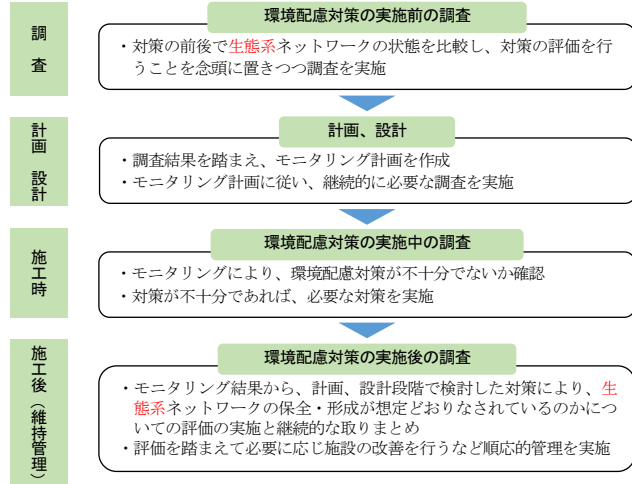 調査
環境配慮対策の実施前の調査
・対策の前後で生態系ネットワークの状態を比較し、対策の評価を行
うことを念頭に置きつつ調査を実施
計画 設計
計画、設計
・調査結果を踏まえ、モニタリング計画を作成
・モニタリング計画に従い、継続的に必要な調査を実施
施工時
環境配慮対策の実施中の調査
・モニタリングにより、環境配慮対策が不十分でないか確認
・対策が不十分であれば、必要な対策を実施
施工後（維持管理）
環境配慮対策の実施後の調査
・モニタリング結果から、計画、設計段階で検討した対策により、生
態系ネットワークの保全・形成が想定どおりなされているのかにつ
いての評価の実施と継続的な取りまとめ
・評価を踏まえて必要に応じ施設の改善を行うなど順応的管理を実施